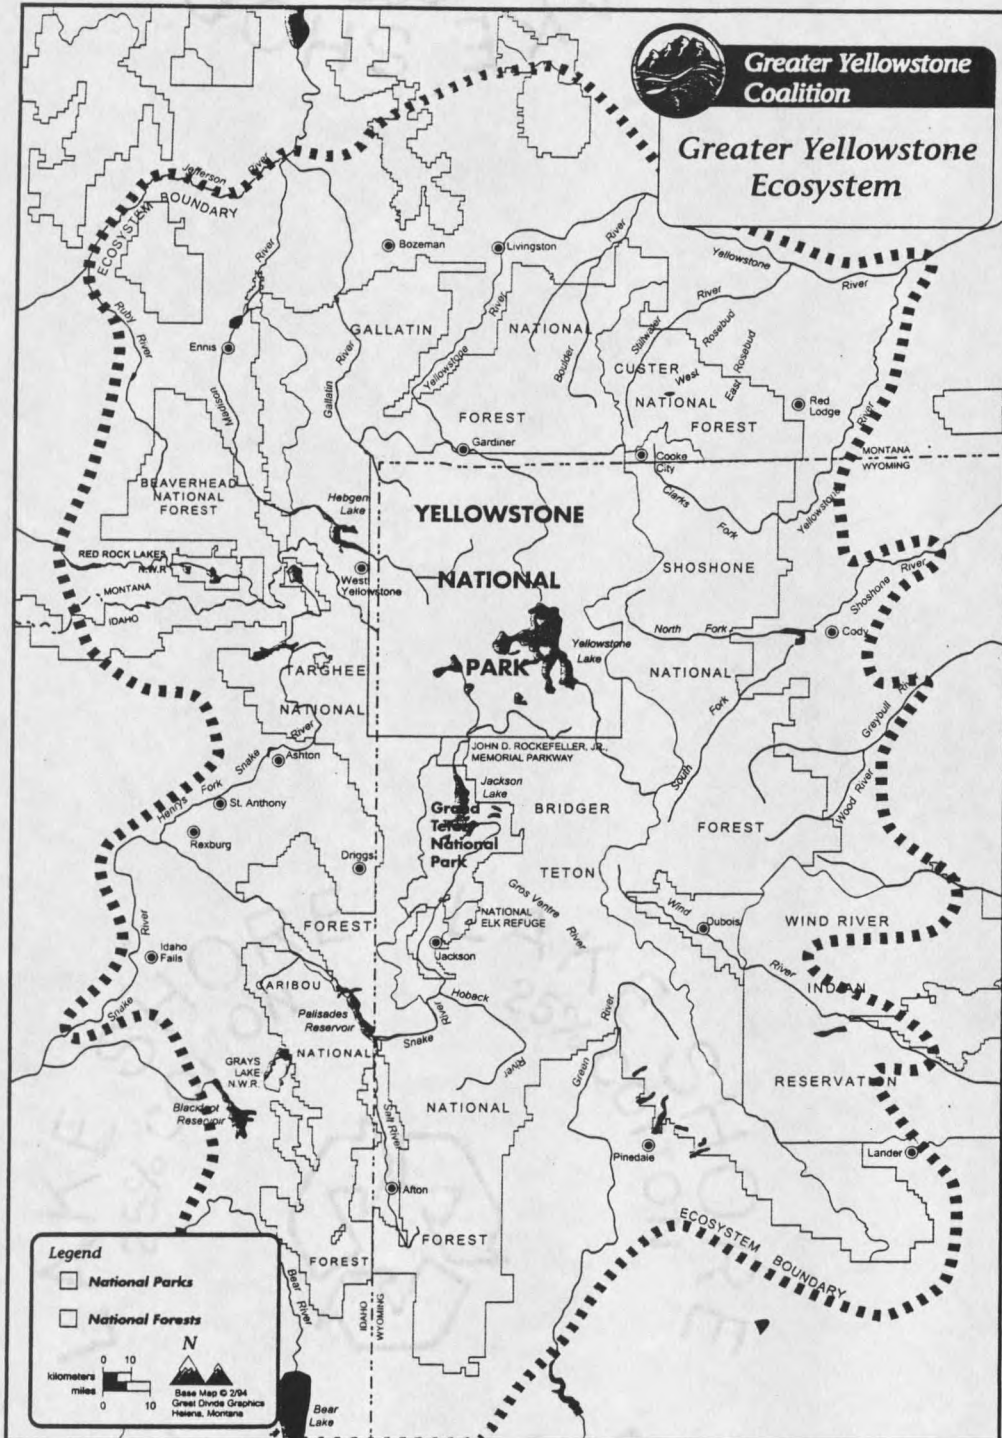 Greater Yellowstone
Coalition
Greater Yellowstone
Ecosystem
Jefferson
River
ECOSYSTEM
BOUNDARY
River
Bozeman
Livingston
River
Yellowstone
River
Ruby
River
Ennis
Madison
GALLATIN
River
Gallatin
River
Yellowstone
NATIONAL
Boulder
River
Stillwater
Rosebud
CUSTER
West
Rosebud
East
NATIONAL
FOREST
Red
Lodge
River
FOREST
Gardiner
Cooke
City
MONTANA
WYOMING
BEAVERHEAD
NATIONAL
FOREST
Hebgen
Lake
YELLOWSTONE
Clarks
Fork
Yellowstone
RED ROCK LAKES
N.W.R.
MONTANA
IDAHO
West
Yellowstone
NATIONAL
SHOSHONE
River
Shoshone
North
Fork
Cody
Yellowstone
Lake
TARGHEE
PARK
NATIONAL
Fork
NATIONAL
River
Greybull
River
Snake
Fork
Henrys
Ashton
JOHN D. ROCKEFELLER, JR.,
MEMORIAL PARKWAY
South
St. Anthony
Jackson
Lake
Wood River
BRIDGER
Rexburg
Grand
Teton
National
Park
FOREST
Driggs
TETON
Gros Ventre
River
Wind
Dubois
WIND RIVER
River
FOREST
NATIONAL
ELK REFUGE
Jackson
Idaho
Falls
River
INDIAN
CARIBOU
Hoback
River
Palisades
Reservoir
River
Snake
Snake
GRAYS
LAKE
N.W.R.
NATIONAL
River
Green
RESERVATION
Blackfoot
Reservoir
Salt River
NATIONAL
Pinedale
Lander
Afton
FOREST
FOREST
ECOSYSTEM
BOUNDARY
Bear
River
IDAHO
WYOMING
Bear
Lake
Legend
National Parks
National Forests
N
0 10
kilometers
miles
0 10
Base Map © 2/94
Great Divide Graphics
Helena, Montana